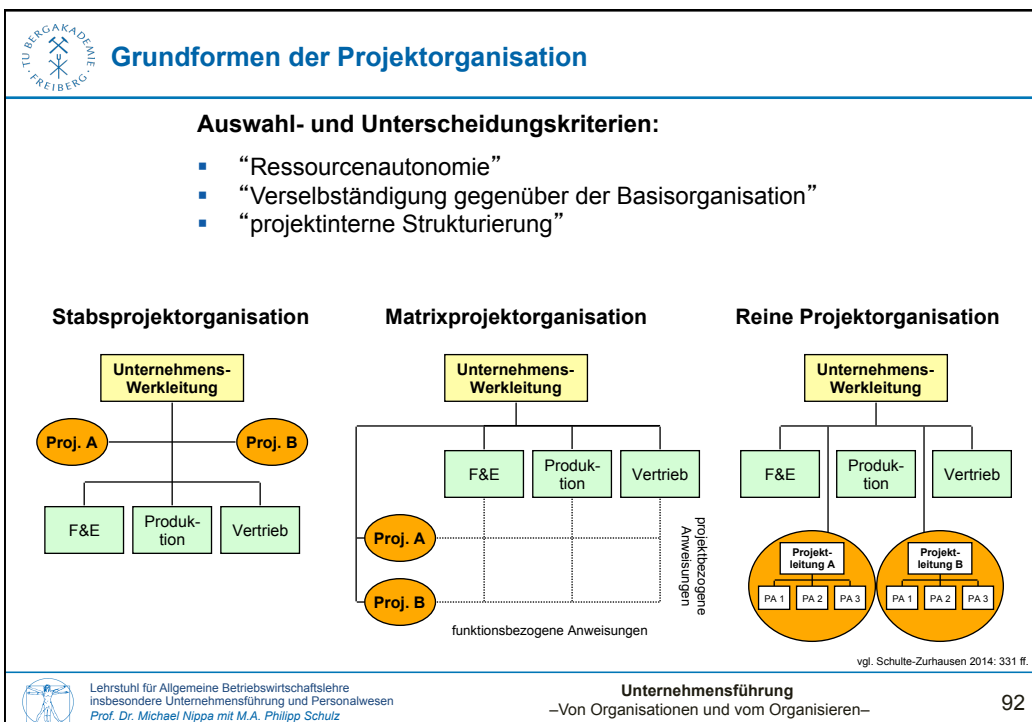 TU BERGAKADEMIE FREIBERG
Grundformen der Projektorganisation
Auswahl- und Unterscheidungskriterien:
▪ “Ressourcenautonomie”
▪ “Verselbständigung gegenüber der Basisorganisation”
▪ “projektinterne Strukturierung”
Stabsprojektorganisation
Unternehmens-
Werkleitung
Proj. A
Proj. B
F&E
Produk-
tion
Vertrieb
Matrixprojektorganisation
Unternehmens-
Werkleitung
F&E
Produk-
tion
Vertrieb
Proj. A
Proj. B
projektbezogene
Anweisungen
funktionsbezogene Anweisungen
Reine Projektorganisation
Unternehmens-
Werkleitung
F&E
Produk-
tion
Vertrieb
Projekt-
leitung A
PA 1
PA 2
PA 3
Projekt-
leitung B
PA 1
PA 2
PA 3
vgl. Schulte-Zurhausen 2014: 331 ff.
Lehrstuhl für Allgemeine Betriebswirtschaftslehre
insbesondere Unternehmensführung und Personalwesen
Prof. Dr. Michael Nippa mit M.A. Philipp Schulz
Unternehmensführung
–Von Organisationen und vom Organisieren–
92